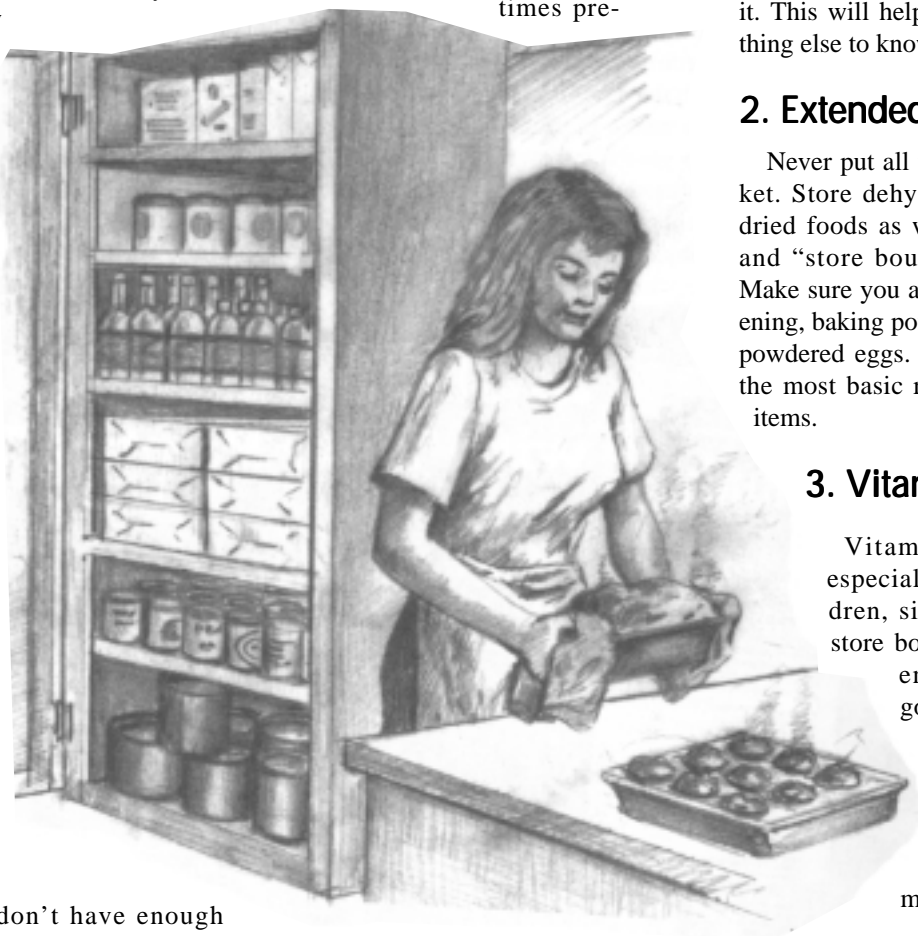 times pre-
don't have enough
it. This will help
thing else to know
2. Extended
Never put all
ket. Store dehy
dried foods as w
and “store bou
Make sure you a
ening, baking po
powdered eggs.
the most basic
items.
3. Vitam
Vitam
especial
dren, si
store bo
en
go
m